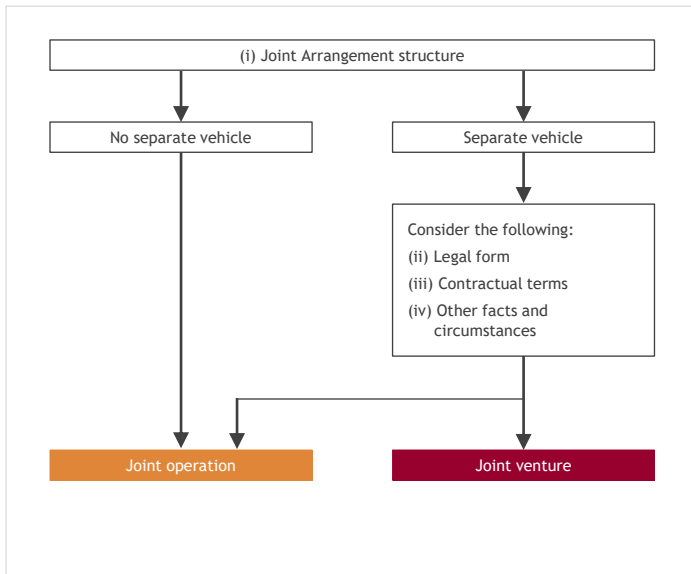 (i) Joint Arrangement structure
No separate vehicle
Separate vehicle
Consider the following:
(ii) Legal form
(iii) Contractual terms
(iv) Other facts and
circumstances
Joint operation
Joint venture